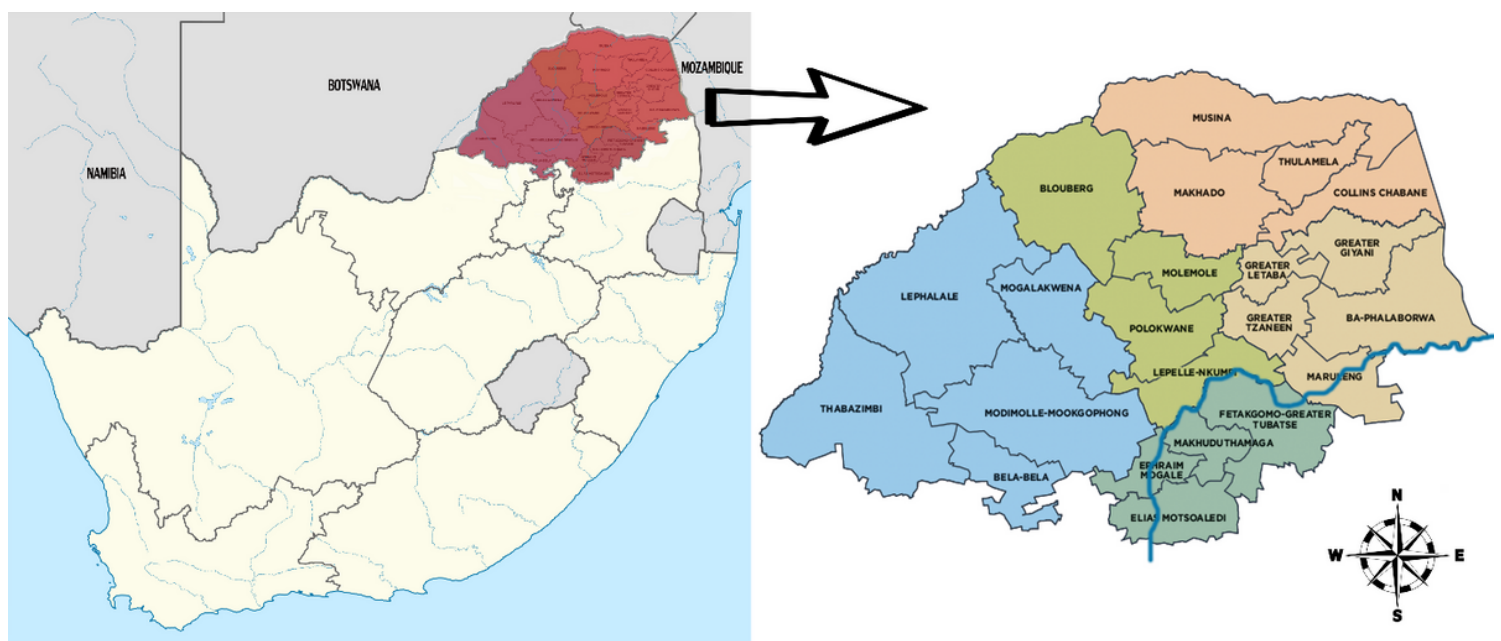 BOTSWANA
MOZAMBIQUE
NAMIBIA
MUSINA
THULAMELA
BLOUBERG
MAKHADO
COLLINS CHABANE
GREATER
GIYANI
MOLEMOLE
GREATER
LETABA
LEPHALALE
MOGALAKWENA
POLOKWANE
GREATER
TZANEEN
BA-PHALABORWA
LEPELLE-NKUMPI
MARULENG
THABAZIMBI
MODIMOLLE-MOOKGOPHONG
FETAKGOMO-GREATER
TUBATSE
MAKHUDUTHAMAGA
EPHRAIM
MOGALE
BELA-BELA
ELIAS MOTSOALEDI
N
W
E
S